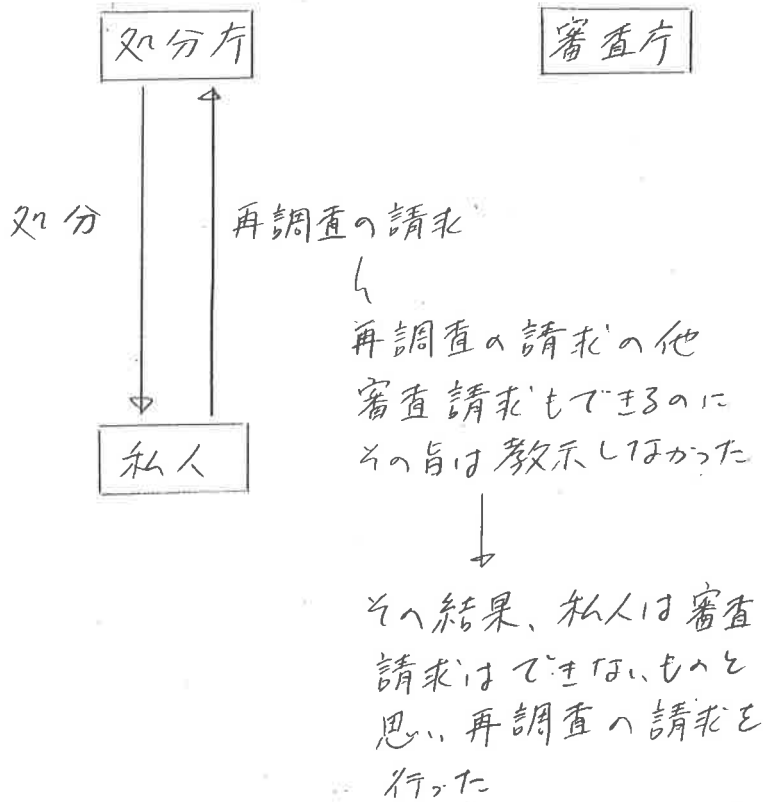 処分庁
審査庁
処分
再調査の請求
再調査の請求の他
審査請求もできるのに
その旨は教示しなかった
私人
その結果、私人は審査
請求はできないものと
思い、再調査の請求を
行った